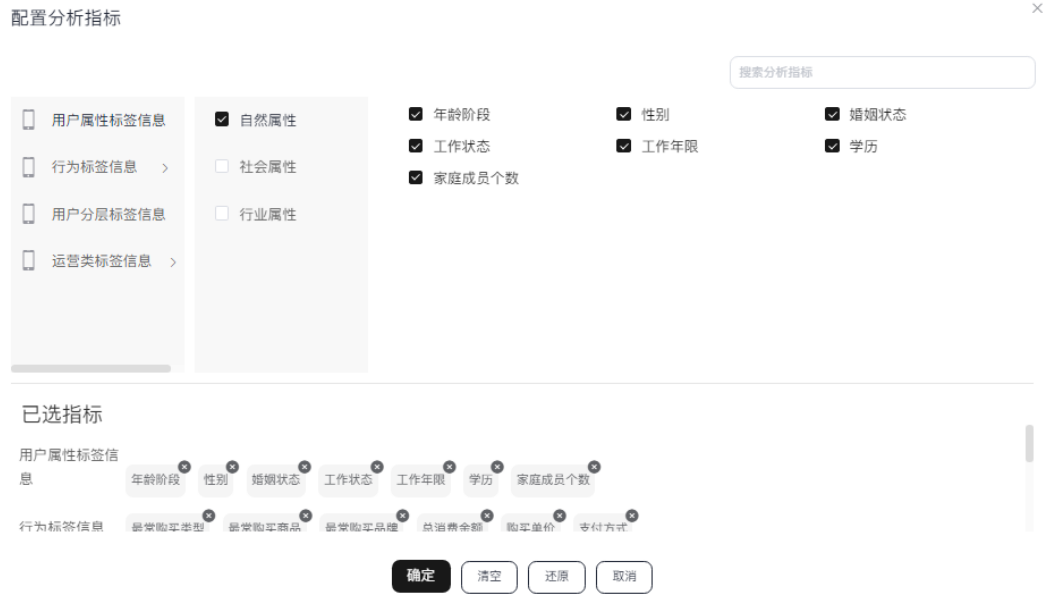 配置分析指标
搜索分析指标
用户属性标签信息
行为标签信息
用户分层标签信息
运营类标签信息
自然属性
社会属性
行业属性
年龄阶段 性别 婚姻状态
工作状态 工作年限 学历
家庭成员个数
已选指标
用户属性标签信
息
年龄阶段 性别 婚姻状态 工作状态 工作年限 学历 家庭成员个数
行为标签信息 最常购买类型 最常购买商品 最常购买品牌 总消费金额 购买单价 支付方式
确定 清空 还原 取消